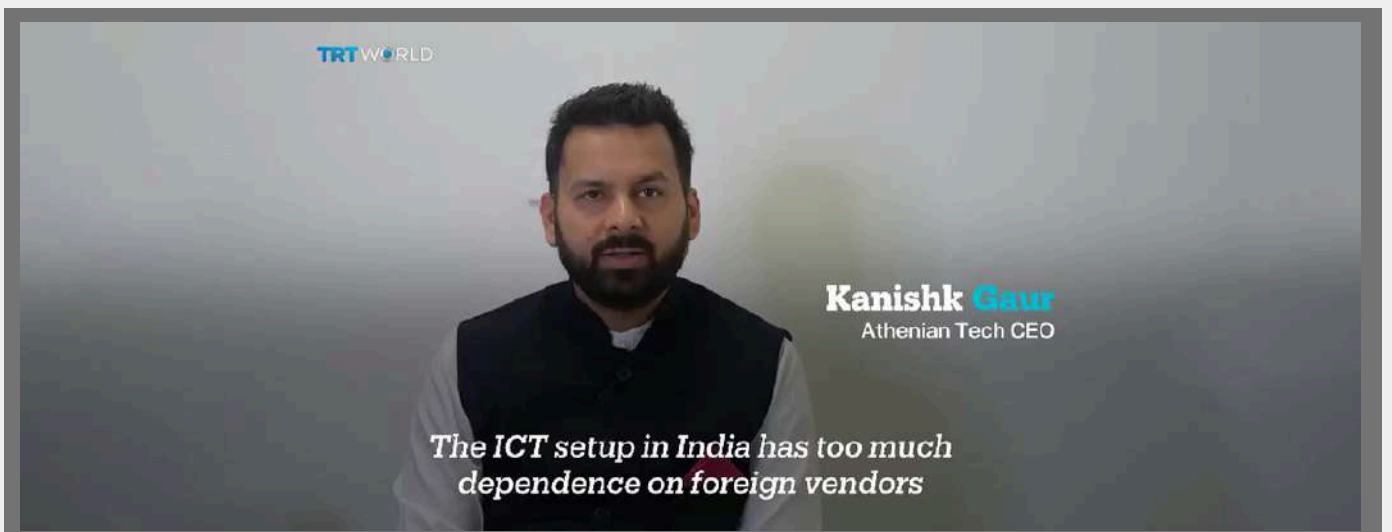 TRT WORLD
Kanishk Gaur
Athenian Tech CEO
The ICT setup in India has too much
dependence on foreign vendors